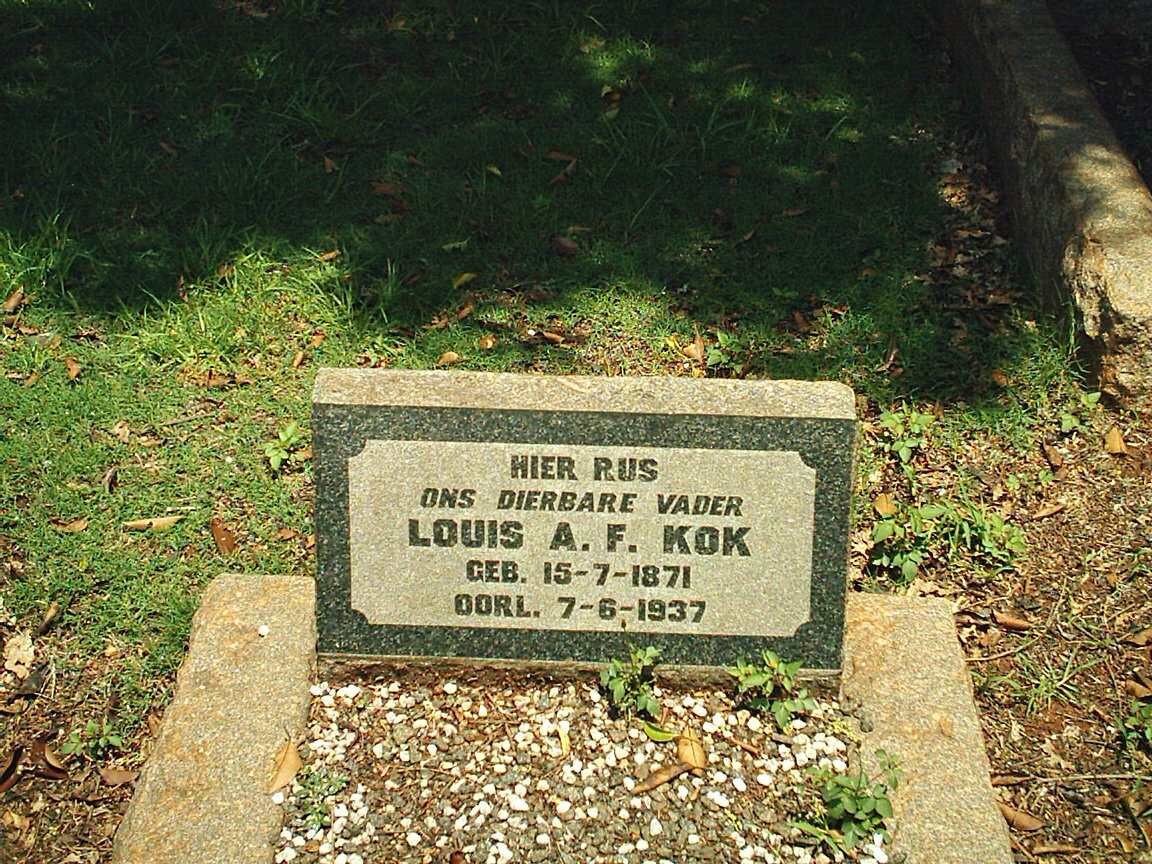 HIER RUS
ONS DIERBARE VADER
LOUIS A. F. KOK
GEB. 15-7-1871
OORL. 7-6-1937